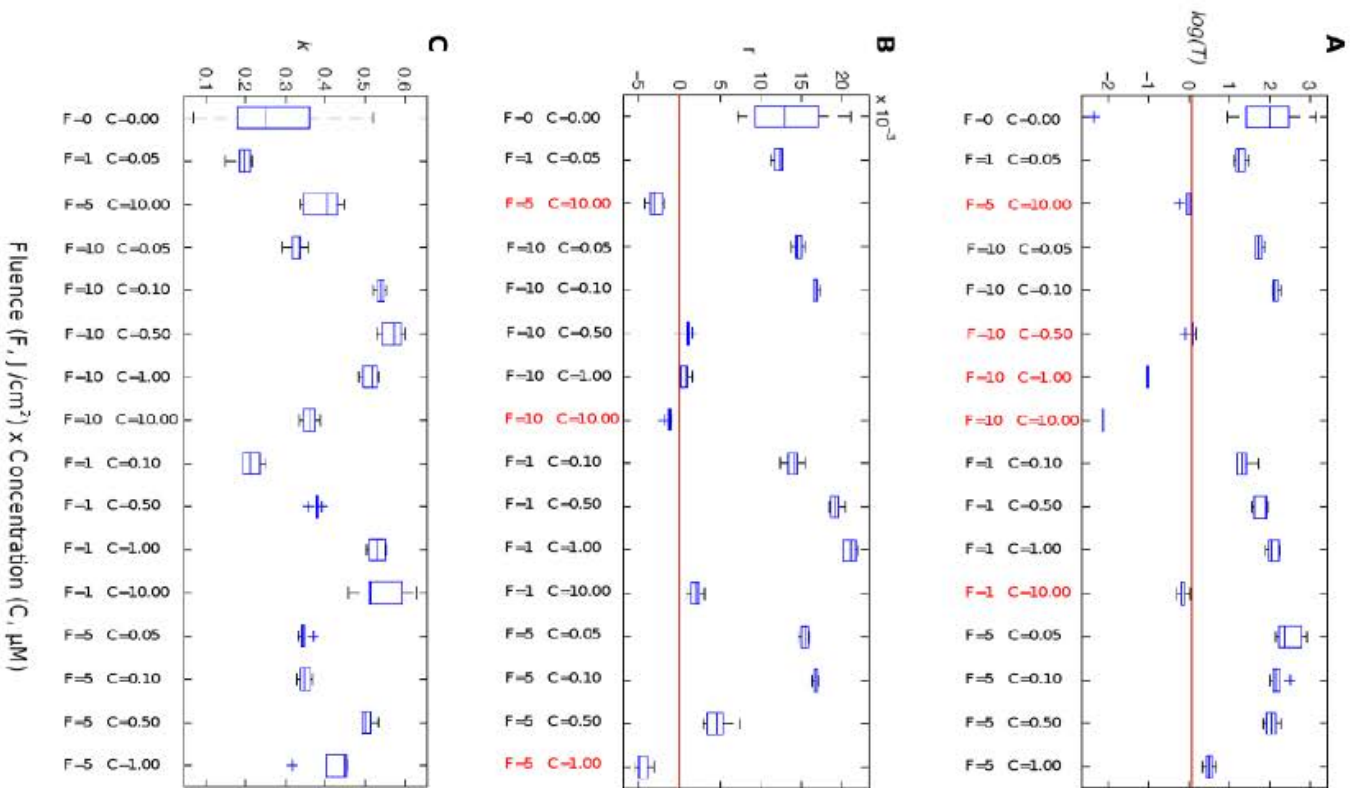 A
log(T)
−2 −1 0 1 2 3
F=0 C=0.00
F=1 C=0.05
F=5 C=10.00
F=10 C=0.05
F=10 C=0.10
F=10 C=0.50
F=10 C=1.00
F=10 C=10.00
F=1 C=0.10
F=1 C=0.50
F=1 C=1.00
F=1 C=10.00
F=5 C=0.05
F=5 C=0.10
F=5 C=0.50
F=5 C=1.00
B
x 10⁻³
r
−5 0 5 10 15 20
F=0 C=0.00
F=1 C=0.05
F=5 C=10.00
F=10 C=0.05
F=10 C=0.10
F=10 C=0.50
F=10 C=1.00
F=10 C=10.00
F=1 C=0.10
F=1 C=0.50
F=1 C=1.00
F=1 C=10.00
F=5 C=0.05
F=5 C=0.10
F=5 C=0.50
F=5 C=1.00
C
k
0.1 0.2 0.3 0.4 0.5 0.6
F=0 C=0.00
F=1 C=0.05
F=5 C=10.00
F=10 C=0.05
F=10 C=0.10
F=10 C=0.50
F=10 C=1.00
F=10 C=10.00
F=1 C=0.10
F=1 C=0.50
F=1 C=1.00
F=1 C=10.00
F=5 C=0.05
F=5 C=0.10
F=5 C=0.50
F=5 C=1.00
Fluence (F, J/cm²) x Concentration (C, μM)